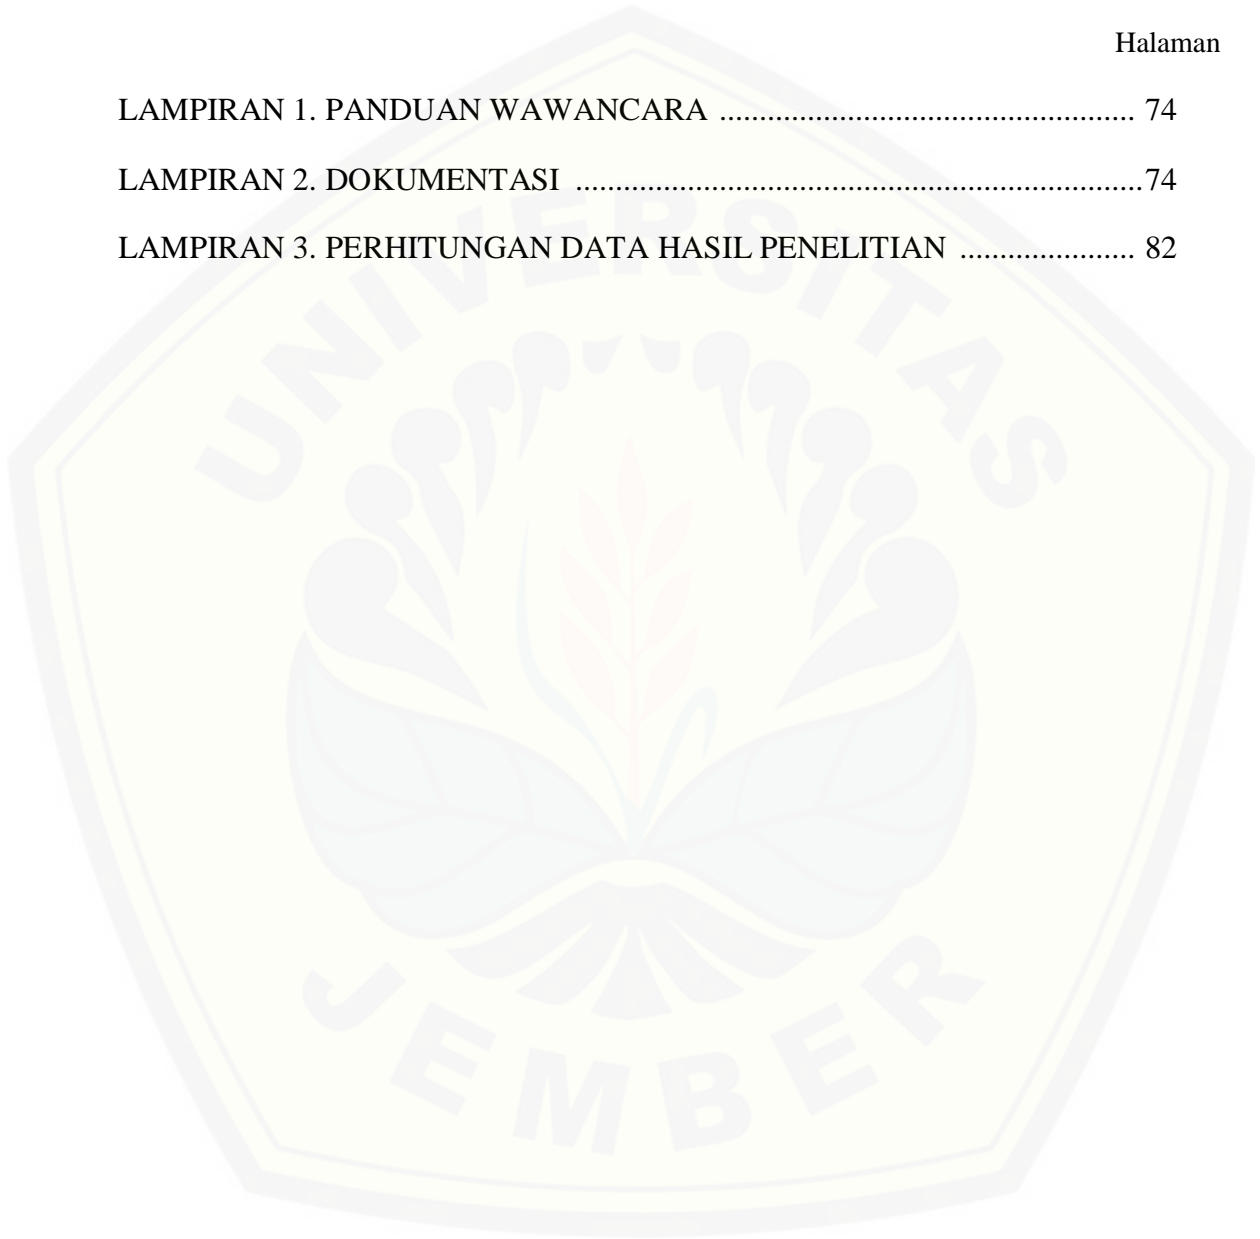 Halaman
LAMPIRAN 1. PANDUAN WAWANCARA .................................................... 74
LAMPIRAN 2. DOKUMENTASI ........................................................................74
LAMPIRAN 3. PERHITUNGAN DATA HASIL PENELITIAN ...................... 82
UNIVERSITAS
JEMBER